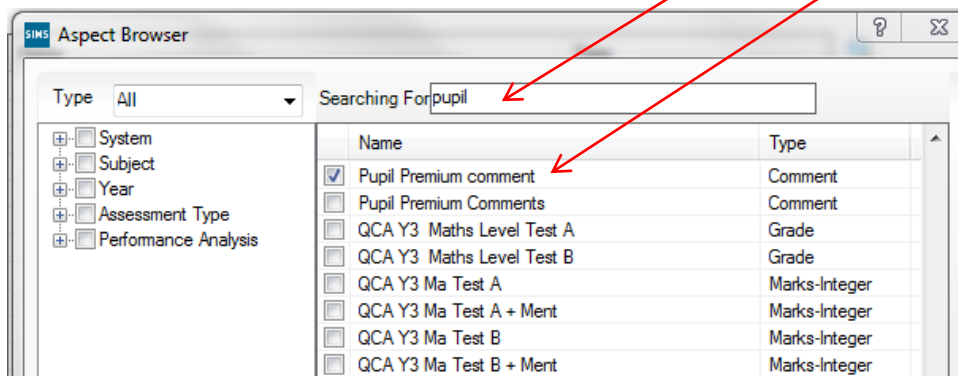 SIMS Aspect Browser
Type All Searching For pupil
System
Subject
Year
Assessment Type
Performance Analysis
Name Type
Pupil Premium comment Comment
Pupil Premium Comments Comment
QCA Y3 Maths Level Test A Grade
QCA Y3 Maths Level Test B Grade
QCA Y3 Ma Test A Marks-Integer
QCA Y3 Ma Test A + Ment Marks-Integer
QCA Y3 Ma Test B Marks-Integer
QCA Y3 Ma Test B + Ment Marks-Integer